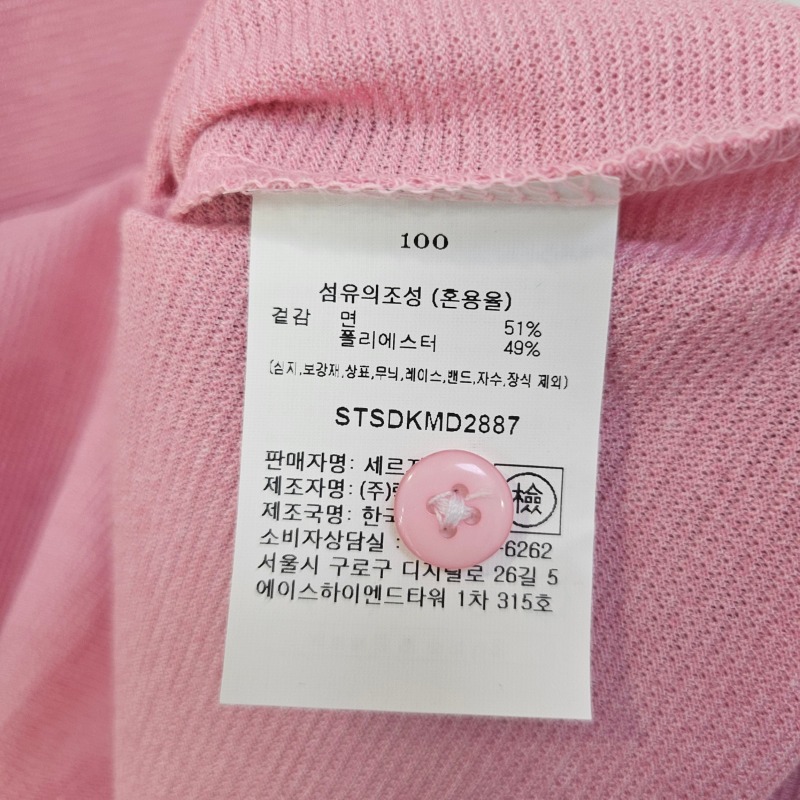 100
섬유의조성 (혼용율)
겉감 면 51%
폴리에스터 49%
(심지,보강재,상표,무늬,레이스,밴드,자수,장식 제외)
STSDKMD2887
판매자명: 세르
제조자명: (주)
檢
제조국명: 한국
소비자상담실 : -6262
서울시 구로구 디지털로 26길 5
에이스하이엔드타워 1차 315호